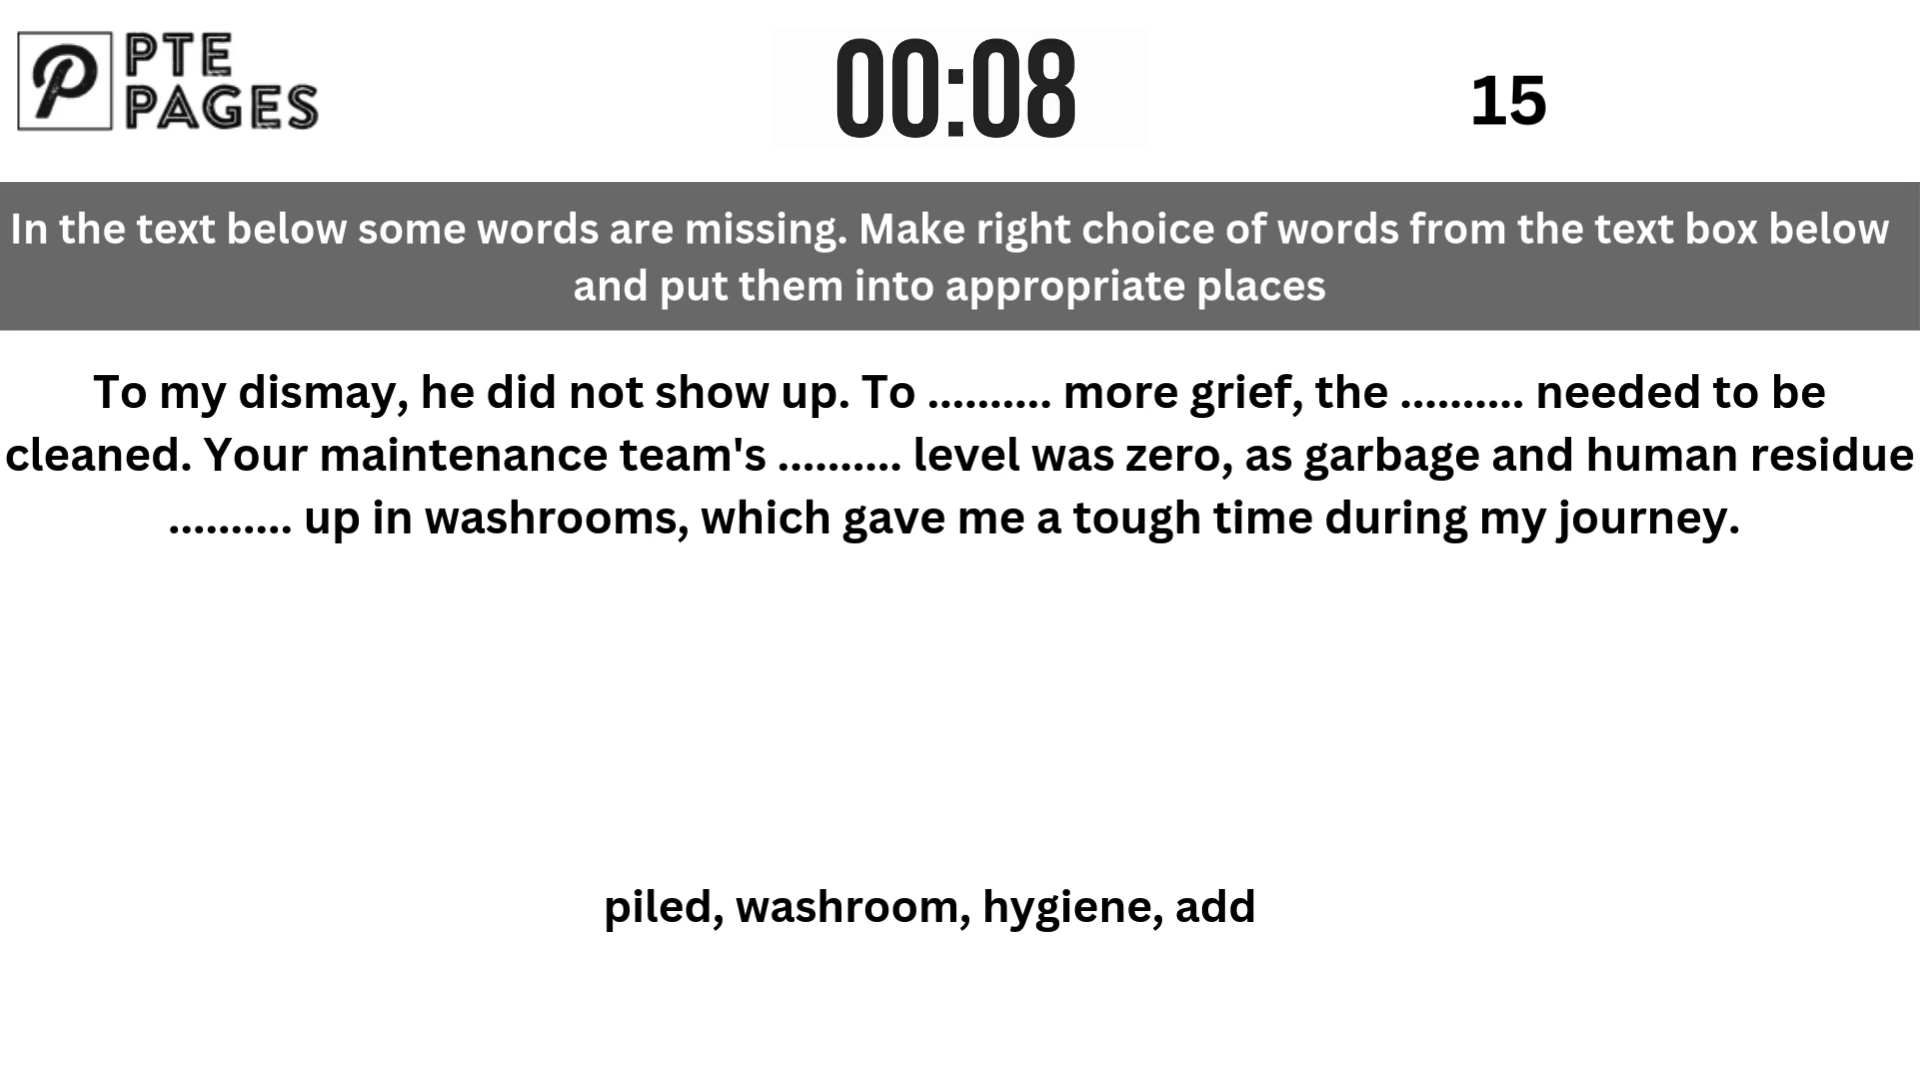 PTE
PAGES
00:08
15
In the text below some words are missing. Make right choice of words from the text box below
and put them into appropriate places
To my dismay, he did not show up. To .......... more grief, the .......... needed to be
cleaned. Your maintenance team's .......... level was zero, as garbage and human residue
.......... up in washrooms, which gave me a tough time during my journey.
piled, washroom, hygiene, add